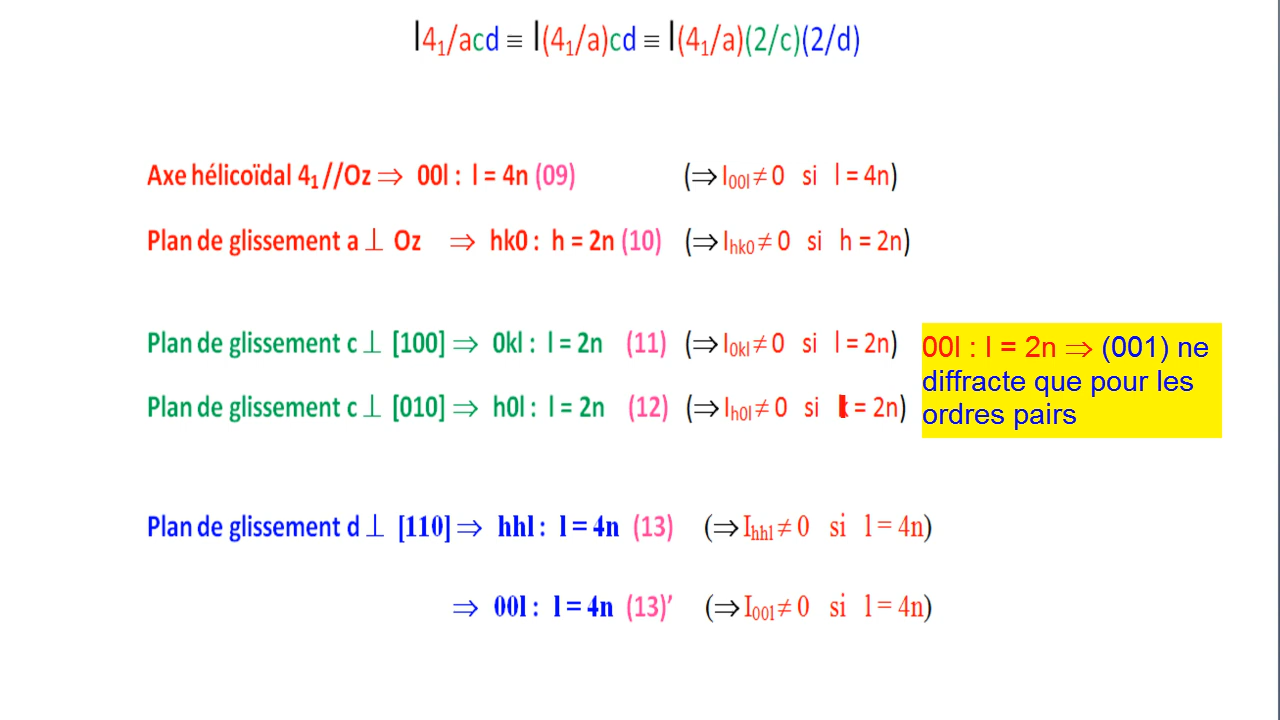 I4₁/acd ≡ I(4₁/a)cd ≡ I(4₁/a)(2/c)(2/d)
Axe hélicoïdal 4₁//Oz ⇒ 00l : l = 4n (09) (⇒ I₀₀ₗ ≠ 0 si l = 4n)
Plan de glissement a ⊥ Oz ⇒ hk0 : h = 2n (10) (⇒ Iₕₖ₀ ≠ 0 si h = 2n)
Plan de glissement c ⊥ [100] ⇒ 0kl : l = 2n (11) (⇒ I₀ₖₗ ≠ 0 si l = 2n)
Plan de glissement c ⊥ [010] ⇒ h0l : l = 2n (12) (⇒ Iₕ₀ₗ ≠ 0 si = 2n)
00l : l = 2n ⇒ (001) ne
diffracte que pour les
ordres pairs
Plan de glissement d ⊥ [110] ⇒ hhl : l = 4n (13) (⇒ Iₕₕₗ ≠ 0 si l = 4n)
⇒ 00l : l = 4n (13)’ (⇒ I₀₀ₗ ≠ 0 si l = 4n)